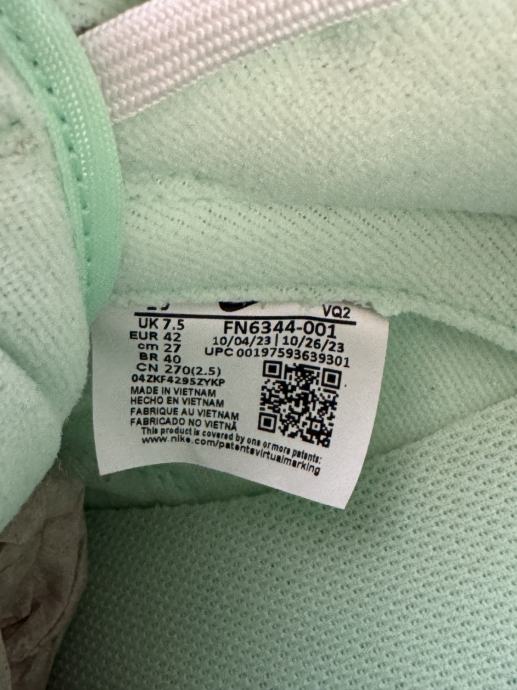 VQ2
UK 7.5
EUR 42
cm 27
BR 40
CN 270(2.5)
FN6344-001
10/04/23 | 10/26/23
UPC 00197593639301
04ZKF4295ZYKP
MADE IN VIETNAM
HECHO EN VIETNAM
FABRIQUE AU VIETNAM
FABRICADO NO VIETNÃ
This product is covered by one or more patents:
www.nike.com/patentsvirtualmarking